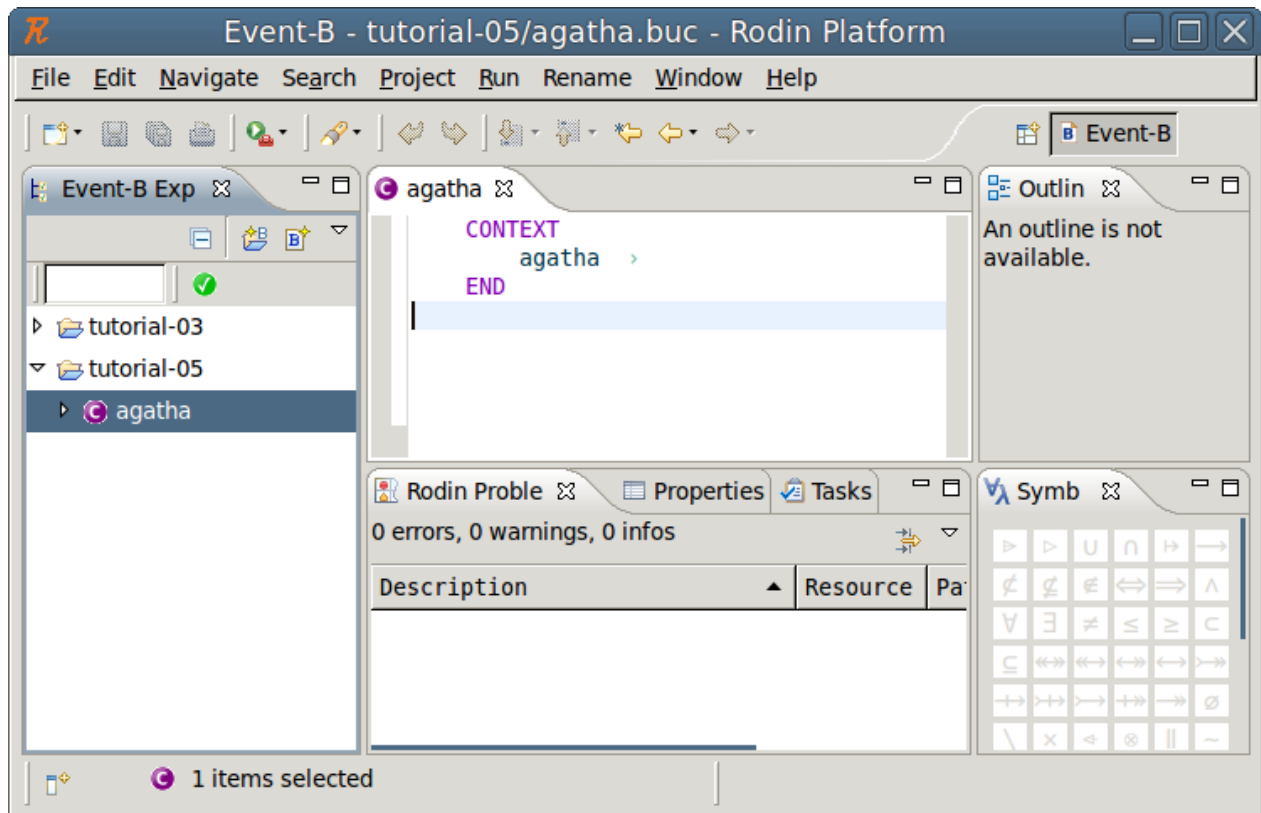 Event-B - tutorial-05/agatha.buc - Rodin Platform
File Edit Navigate Search Project Run Rename Window Help
Event-B
Event-B Exp
agatha
Outlin
CONTEXT
agatha ›
END
An outline is not
available.
tutorial-03
tutorial-05
agatha
Rodin Proble Properties Tasks
Symb
0 errors, 0 warnings, 0 infos
Description Resource Pa
⩥ ▷ ∪ ∩ ↦ ⟶
⊄ ⊈ ∉ ⇔ ⇒ ∧
∀ ∃ ≠ ≤ ≥ ⊂
⊆  ↔ ⤖
⇸ ⤔ ↣ ⤀ ↠ ∅
∖ × ⩤ ⊗ ∥ ∼
1 items selected